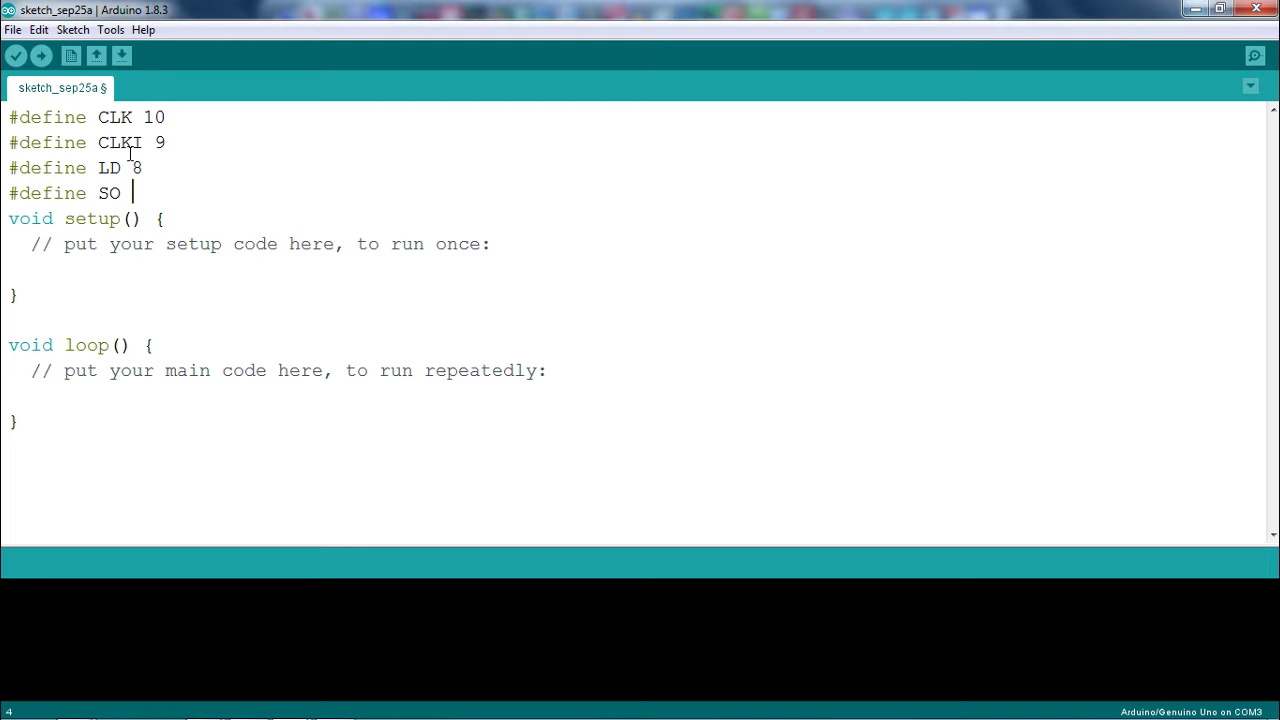 sketch_sep25a | Arduino 1.8.3
File Edit Sketch Tools Help
sketch_sep25a §
#define CLK 10
#define CLKI 9
#define LD 8
#define SO
void setup() {
  // put your setup code here, to run once:
}
void loop() {
  // put your main code here, to run repeatedly:
}
4 Arduino/Genuino Uno on COM3